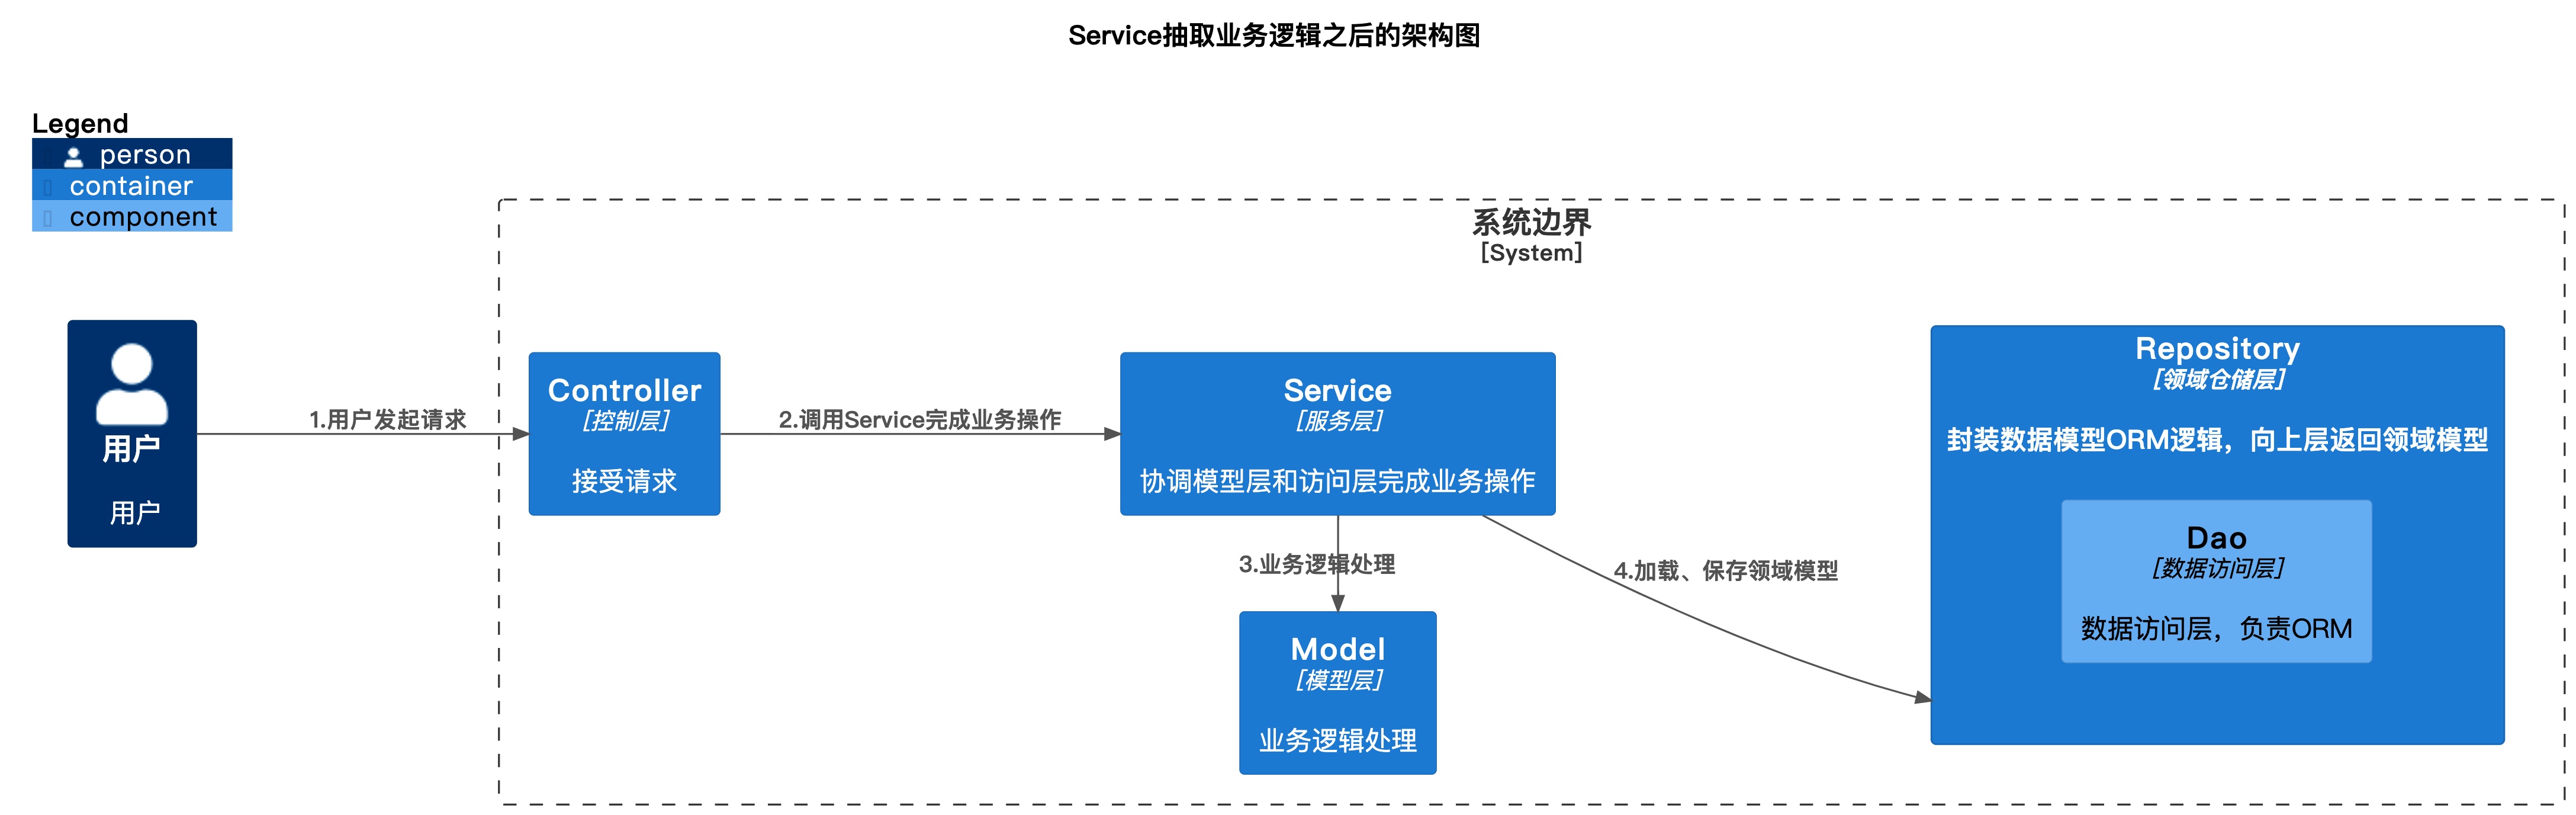 Service抽取业务逻辑之后的架构图
Legend
person
container
component
系统边界
[System]
用户
用户
1.用户发起请求
Controller
[控制层]
接受请求
2.调用Service完成业务操作
Service
[服务层]
协调模型层和访问层完成业务操作
3.业务逻辑处理
Model
[模型层]
业务逻辑处理
4.加载、保存领域模型
Repository
[领域仓储层]
封装数据模型ORM逻辑，向上层返回领域模型
Dao
[数据访问层]
数据访问层，负责ORM